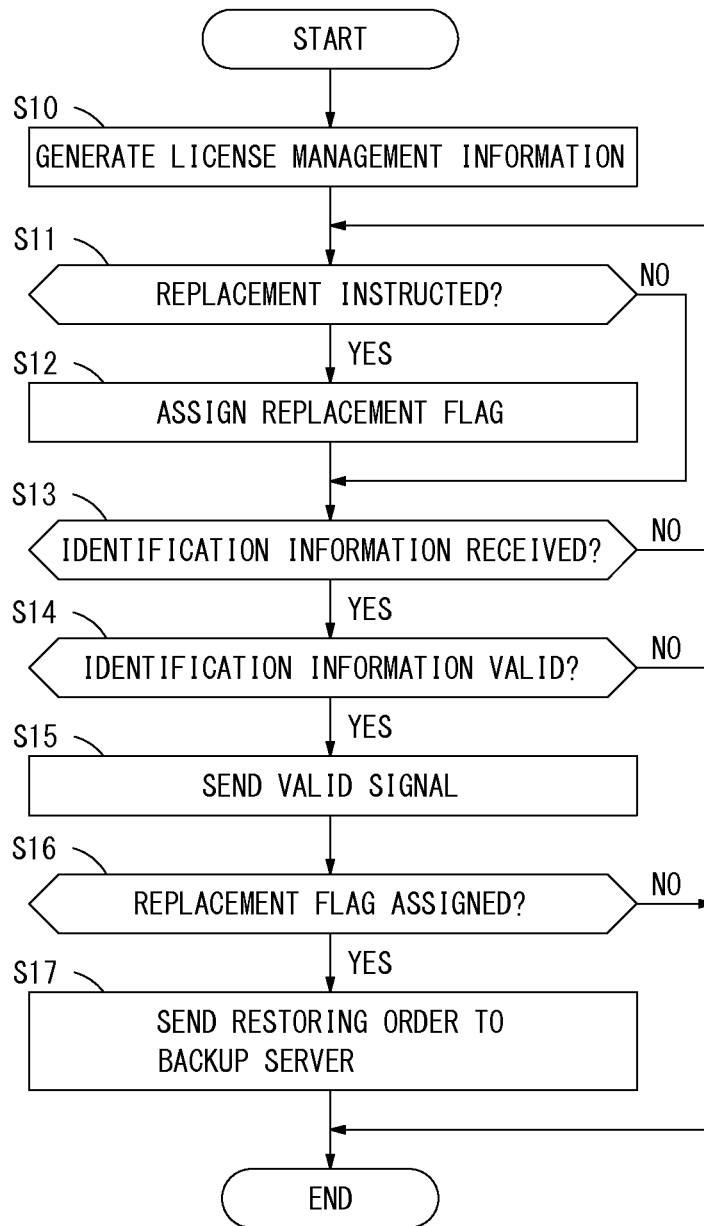 START
S10
GENERATE LICENSE MANAGEMENT INFORMATION
S11
REPLACEMENT INSTRUCTED?
NO
YES
S12
ASSIGN REPLACEMENT FLAG
S13
IDENTIFICATION INFORMATION RECEIVED?
NO
YES
S14
IDENTIFICATION INFORMATION VALID?
NO
YES
S15
SEND VALID SIGNAL
S16
REPLACEMENT FLAG ASSIGNED?
NO
YES
S17
SEND RESTORING ORDER TO
BACKUP SERVER
END